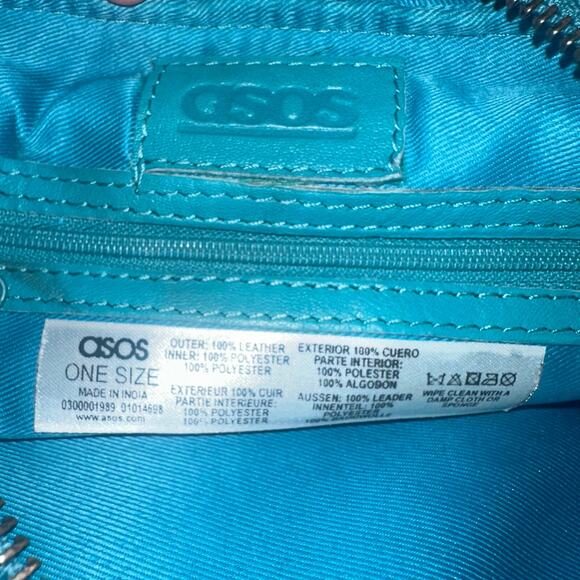 asos
asos
ONE SIZE
MADE IN INDIA
0300001989 01014698
www.asos.com
OUTER: 100% LEATHER
INNER: 100% POLYESTER
100% POLYESTER
EXTERIEUR 100% CUIR
PARTIE INTERIEURE:
100% POLYESTER
EXTERIOR 100% CUERO
PARTE INTERIOR:
100% POLESTER
100% ALGODON
AUSSEN: 100% LEADER
INNENTEIL: 100%
POLYESTER
WIPE CLEAN WITH A
DAMP CLOTH OR
SPONGE